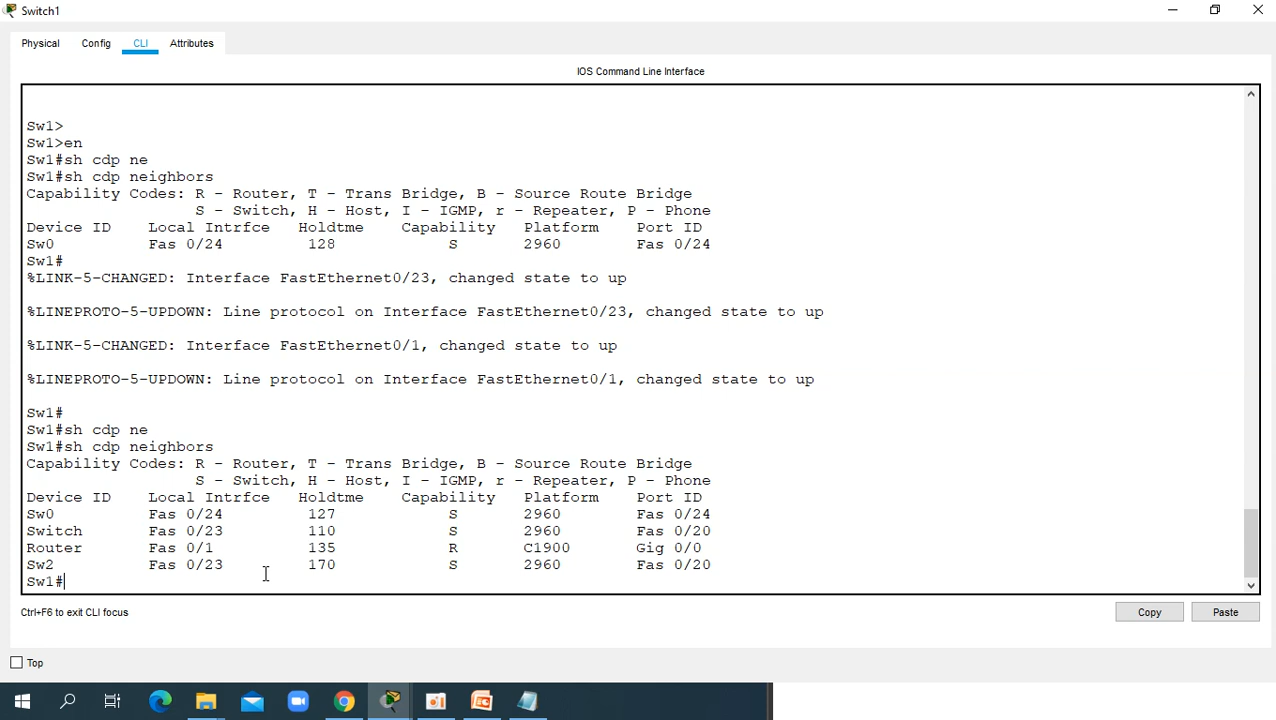 Switch1
Physical Config CLI Attributes
IOS Command Line Interface
Sw1>
Sw1>en
Sw1#sh cdp ne
Sw1#sh cdp neighbors
Capability Codes: R - Router, T - Trans Bridge, B - Source Route Bridge
S - Switch, H - Host, I - IGMP, r - Repeater, P - Phone
Device ID Local Intrfce Holdtme Capability Platform Port ID
Sw0 Fas 0/24 128 S 2960 Fas 0/24
Sw1#
%LINK-5-CHANGED: Interface FastEthernet0/23, changed state to up
%LINEPROTO-5-UPDOWN: Line protocol on Interface FastEthernet0/23, changed state to up
%LINK-5-CHANGED: Interface FastEthernet0/1, changed state to up
%LINEPROTO-5-UPDOWN: Line protocol on Interface FastEthernet0/1, changed state to up
Sw1#
Sw1#sh cdp ne
Sw1#sh cdp neighbors
Capability Codes: R - Router, T - Trans Bridge, B - Source Route Bridge
S - Switch, H - Host, I - IGMP, r - Repeater, P - Phone
Device ID Local Intrfce Holdtme Capability Platform Port ID
Sw0 Fas 0/24 127 S 2960 Fas 0/24
Switch Fas 0/23 110 S 2960 Fas 0/20
Router Fas 0/1 135 R C1900 Gig 0/0
Sw2 Fas 0/23 170 S 2960 Fas 0/20
Sw1#
Ctrl+F6 to exit CLI focus
Copy Paste
Top